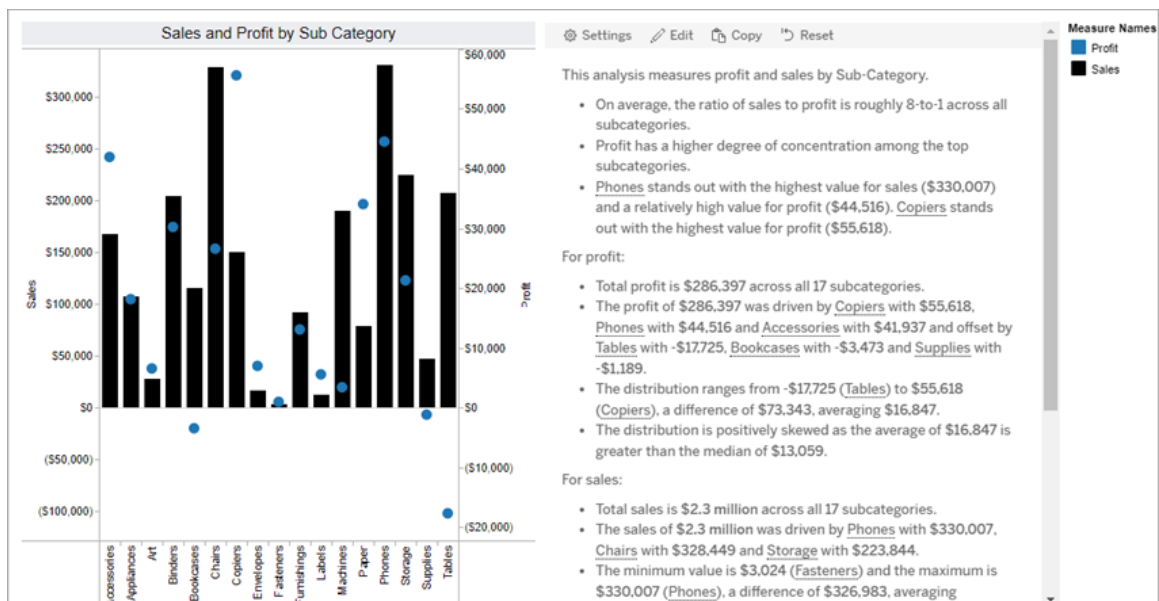 Sales and Profit by Sub Category
$300,000
$250,000
$200,000
$150,000
$100,000
$50,000
$0
($50,000)
($100,000)
Sales
$60,000
$50,000
$40,000
$30,000
$20,000
$10,000
$0
($10,000)
($20,000)
Profit
Appliances
Art
Binders
Bookcases
Chairs
Copiers
Envelopes
Fasteners
Labels
Machines
Paper
Phones
Storage
Supplies
Tables
Settings Edit Copy Reset
This analysis measures profit and sales by Sub-Category.
• On average, the ratio of sales to profit is roughly 8-to-1 across all
subcategories.
• Profit has a higher degree of concentration among the top
subcategories.
• Phones stands out with the highest value for sales ($330,007)
and a relatively high value for profit ($44,516). Copiers stands
out with the highest value for profit ($55,618).
For profit:
• Total profit is $286,397 across all 17 subcategories.
• The profit of $286,397 was driven by Copiers with $55,618,
Phones with $44,516 and Accessories with $41,937 and offset by
Tables with -$17,725, Bookcases with -$3,473 and Supplies with
-$1,189.
• The distribution ranges from -$17,725 (Tables) to $55,618
(Copiers), a difference of $73,343, averaging $16,847.
• The distribution is positively skewed as the average of $16,847 is
greater than the median of $13,059.
For sales:
• Total sales is $2.3 million across all 17 subcategories.
• The sales of $2.3 million was driven by Phones with $330,007,
Chairs with $328,449 and Storage with $223,844.
• The minimum value is $3,024 (Fasteners) and the maximum is
$330,007 (Phones), a difference of $326,983, averaging
Measure Names
Profit
Sales